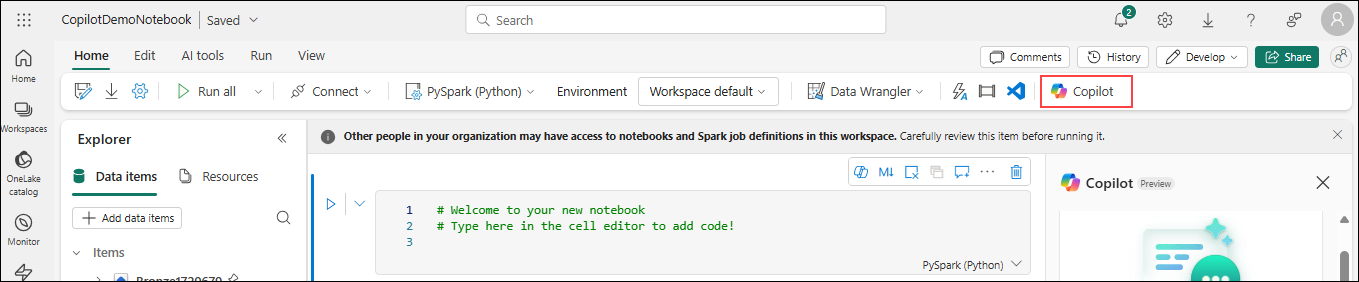 CopilotDemoNotebook | Saved
Search
2
Home Edit AI tools Run View
Comments History Develop Share
Run all Connect PySpark (Python) Environment Workspace default Data Wrangler Copilot
Home
Workspaces
OneLake
catalog
Monitor
Explorer
Data items Resources
+ Add data items
Items
Other people in your organization may have access to notebooks and Spark job definitions in this workspace. Carefully review this item before running it.
M↓
1 # Welcome to your new notebook
2 # Type here in the cell editor to add code!
3
PySpark (Python)
Copilot Preview